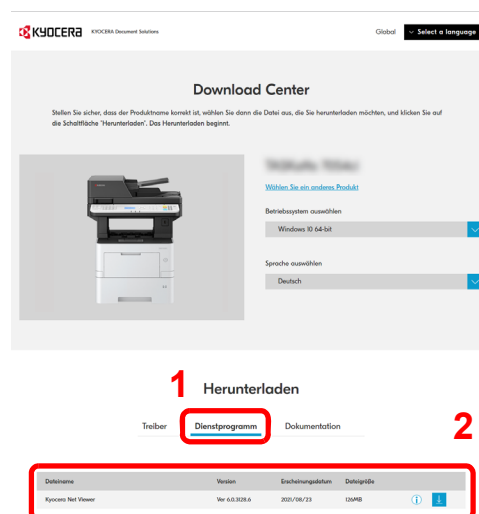 KYOCERA KYOCERA Document Solutions Global Select a language
Download Center
Stellen Sie sicher, dass der Produktname korrekt ist, wählen Sie dann die Datei aus, die Sie herunterladen möchten, und klicken Sie auf
die Schaltfläche "Herunterladen". Das Herunterladen beginnt.
Wählen Sie ein anderes Produkt
Betriebssystem auswählen
Windows 10 64-bit
Sprache auswählen
Deutsch
1
Herunterladen
Treiber Dienstprogramm Dokumentation
2
Dateiname Version Erscheinungsdatum Dateigröße
Kyocera Net Viewer Ver 6.0.3128.6 2021/08/23 126MB